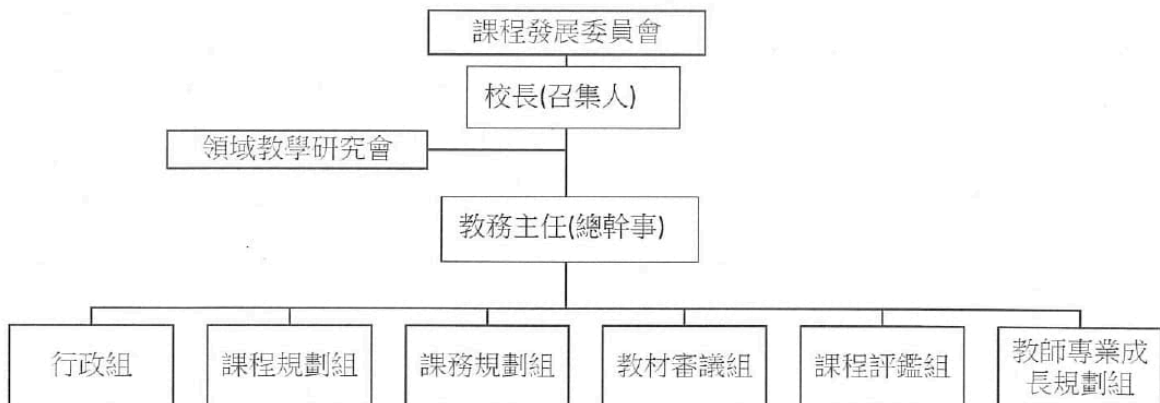 課程發展委員會
校長(召集人)
領域教學研究會
教務主任(總幹事)
行政組
課程規劃組
課務規劃組
教材審議組
課程評鑑組
教師專業成
長規劃組